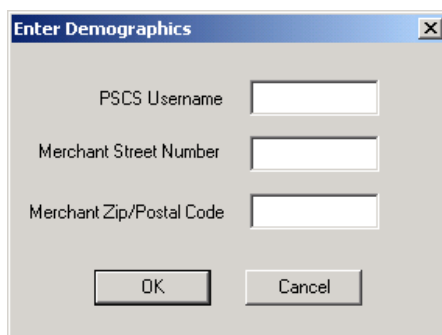 Enter Demographics
PSCS Username
Merchant Street Number
Merchant Zip/Postal Code
OK Cancel